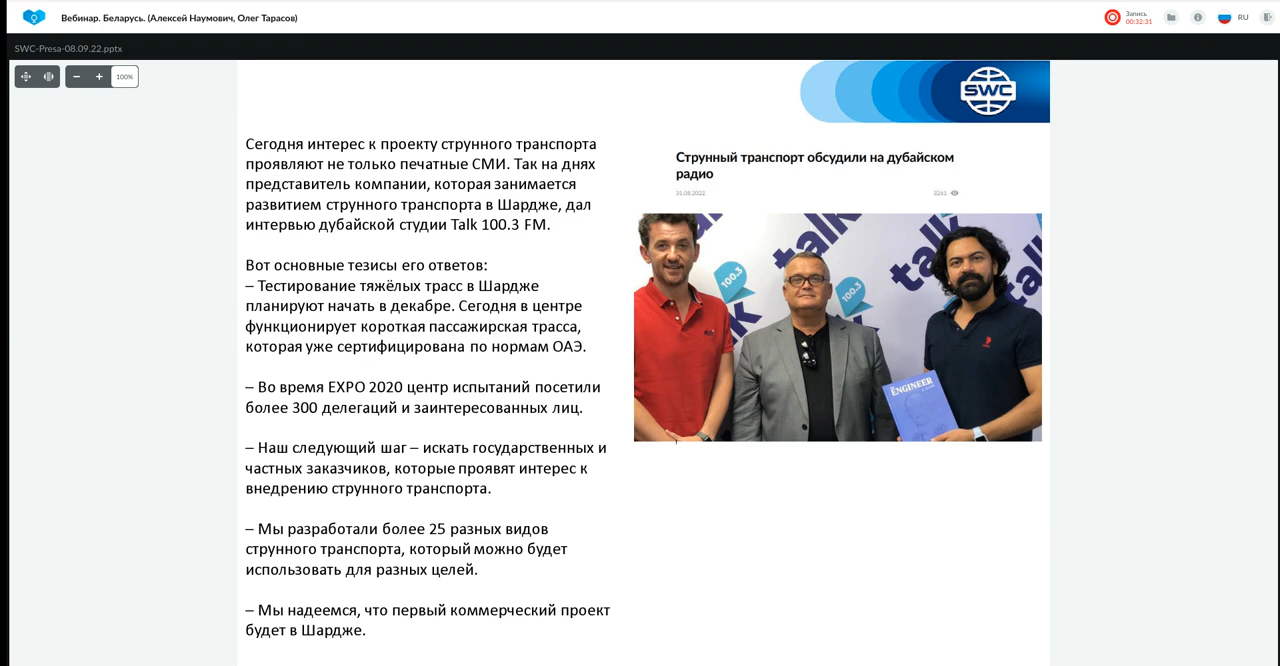 Вебинар. Беларусь. (Алексей Наумович, Олег Тарасов)
Запись
00:32:31
RU
SWC-Presa-08.09.22.pptx
100%
SWC
Сегодня интерес к проекту струнного транспорта
проявляют не только печатные СМИ. Так на днях
представитель компании, которая занимается
развитием струнного транспорта в Шардже, дал
интервью дубайской студии Talk 100.3 FM.
Вот основные тезисы его ответов:
– Тестирование тяжёлых трасс в Шардже
планируют начать в декабре. Сегодня в центре
функционирует короткая пассажирская трасса,
которая уже сертифицирована по нормам ОАЭ.
– Во время EXPO 2020 центр испытаний посетили
более 300 делегаций и заинтересованных лиц.
– Наш следующий шаг – искать государственных и
частных заказчиков, которые проявят интерес к
внедрению струнного транспорта.
– Мы разработали более 25 разных видов
струнного транспорта, который можно будет
использовать для разных целей.
– Мы надеемся, что первый коммерческий проект
будет в Шардже.
Струнный транспорт обсудили на дубайском
радио
31.08.2022
3261
talk
100.3
talk
100.3
talk
ENGINEER